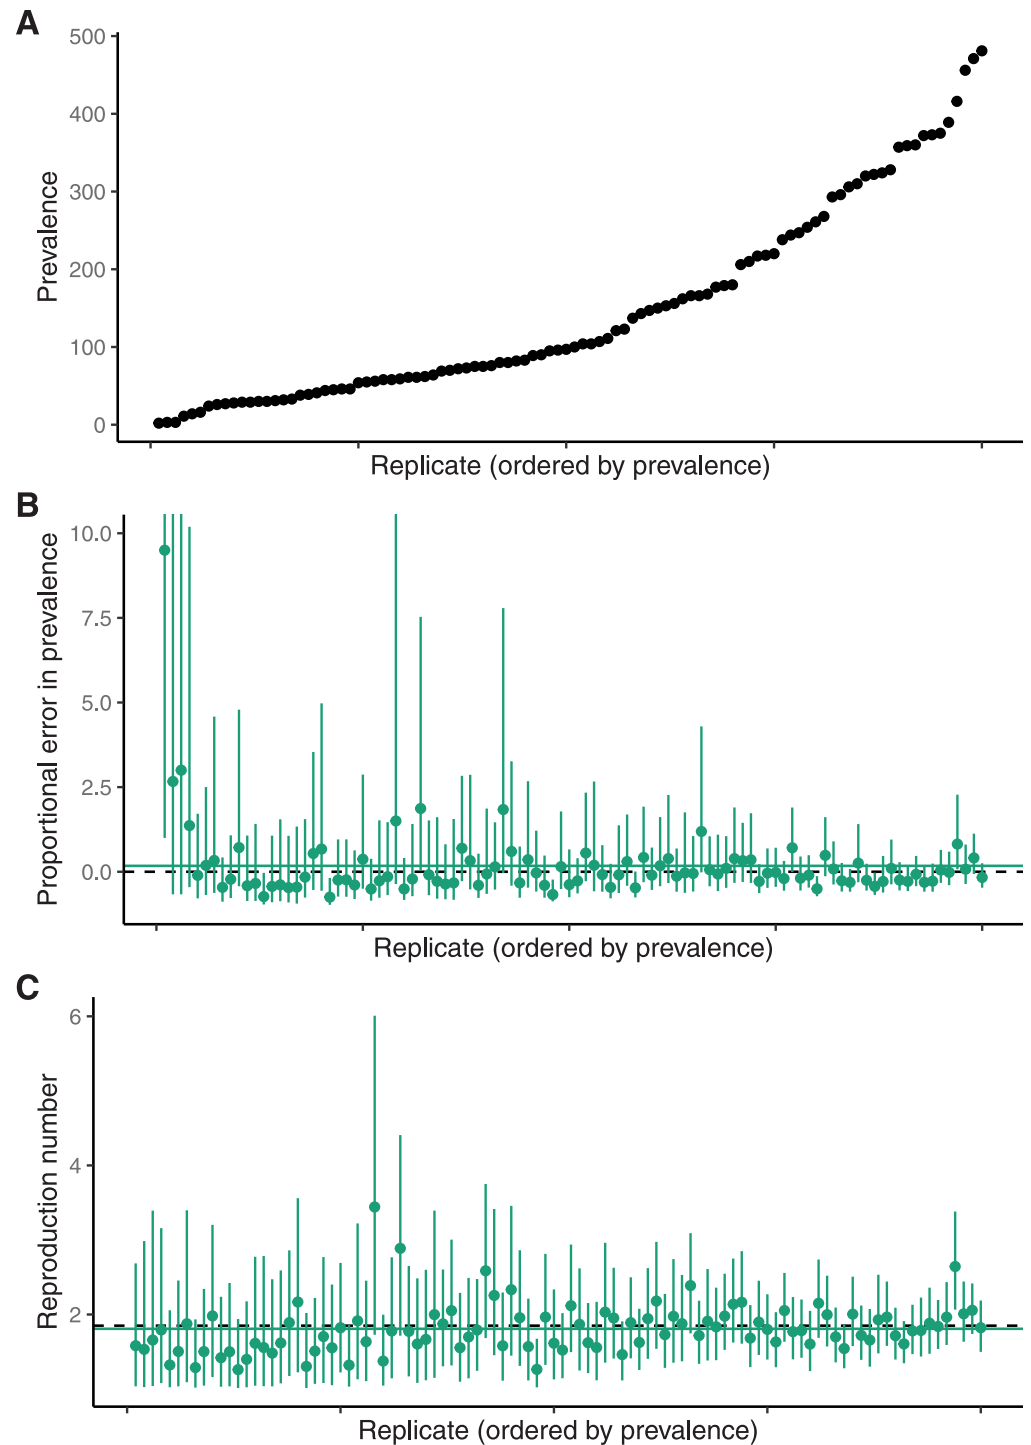 A
500
400
300
200
100
0
Prevalence
Replicate (ordered by prevalence)
B
10.0
7.5
5.0
2.5
0.0
Proportional error in prevalence
Replicate (ordered by prevalence)
C
6
4
2
Reproduction number
Replicate (ordered by prevalence)